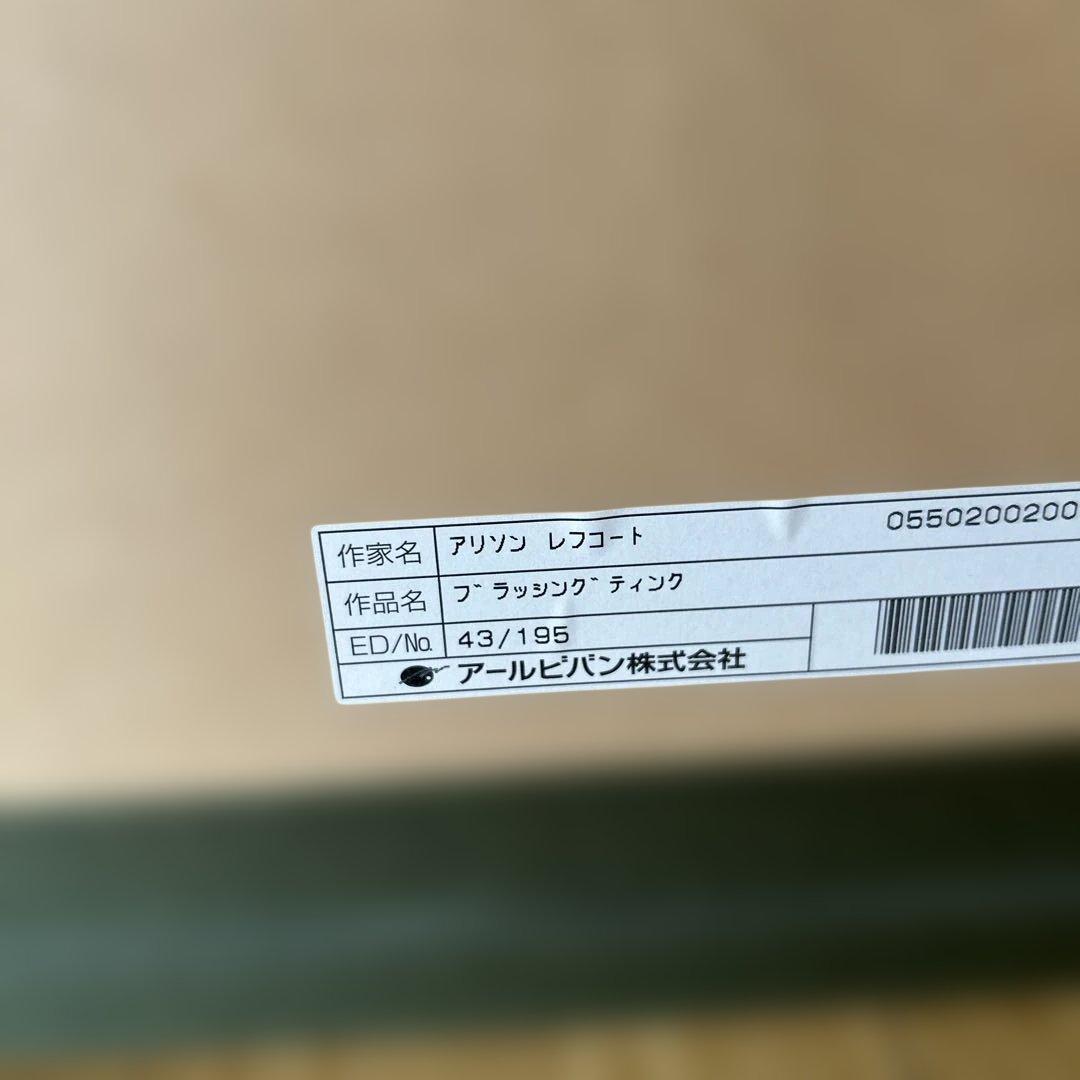 作家名 アリソン レフコート 0550200200
作品名 ブラッシングティング
ED/No. 43/195
アールビバン株式会社